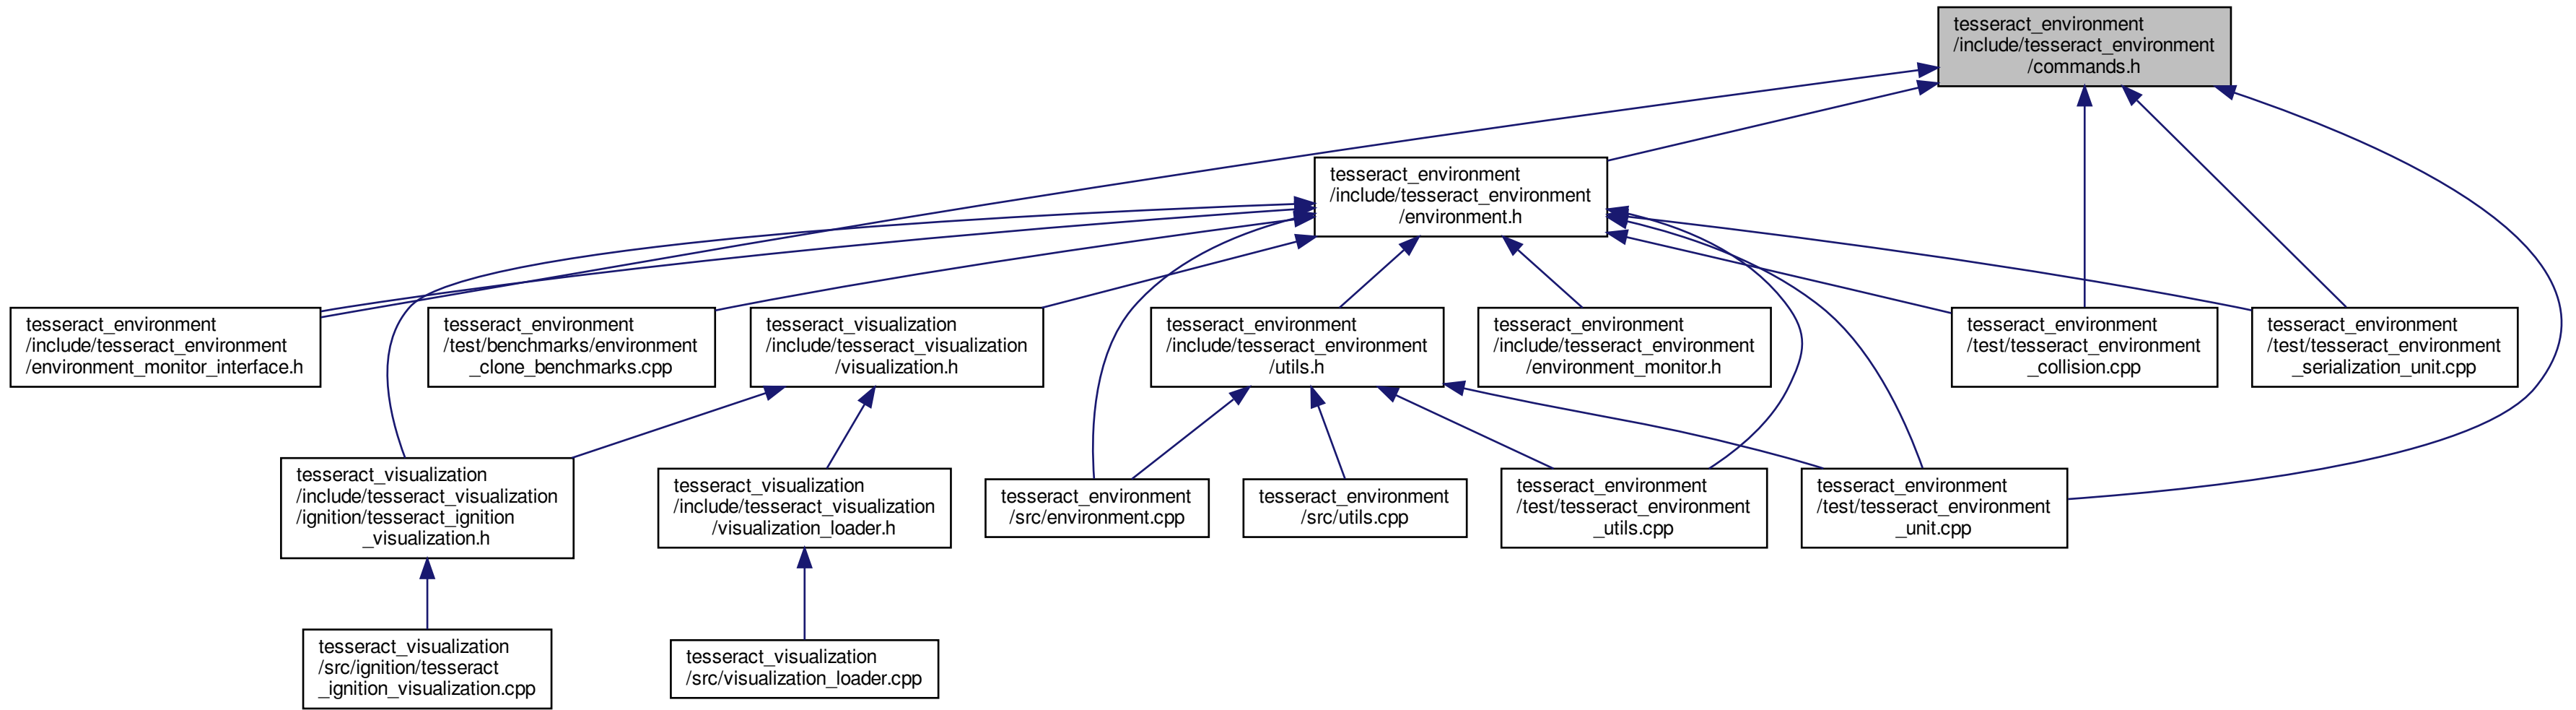 tesseract_environment
/include/tesseract_environment
/commands.h
tesseract_environment
/include/tesseract_environment
/environment.h
tesseract_environment
/include/tesseract_environment
/environment_monitor_interface.h
tesseract_environment
/test/benchmarks/environment
_clone_benchmarks.cpp
tesseract_visualization
/include/tesseract_visualization
/visualization.h
tesseract_environment
/include/tesseract_environment
/utils.h
tesseract_environment
/include/tesseract_environment
/environment_monitor.h
tesseract_environment
/test/tesseract_environment
_collision.cpp
tesseract_environment
/test/tesseract_environment
_serialization_unit.cpp
tesseract_visualization
/include/tesseract_visualization
/ignition/tesseract_ignition
_visualization.h
tesseract_visualization
/include/tesseract_visualization
/visualization_loader.h
tesseract_environment
/src/environment.cpp
tesseract_environment
/src/utils.cpp
tesseract_environment
/test/tesseract_environment
_utils.cpp
tesseract_environment
/test/tesseract_environment
_unit.cpp
tesseract_visualization
/src/ignition/tesseract
_ignition_visualization.cpp
tesseract_visualization
/src/visualization_loader.cpp